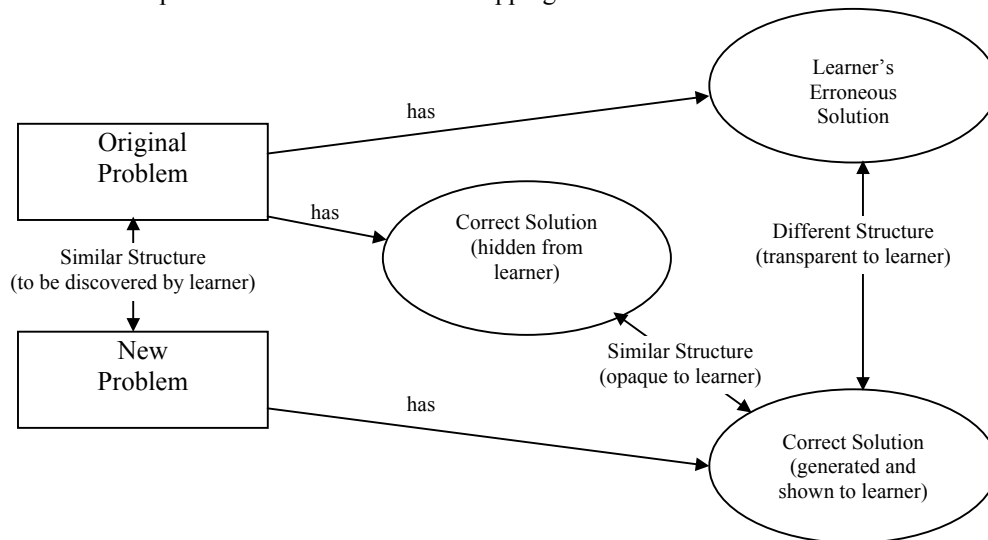 Learner's
Erroneous
Solution
has
Original
Problem
has
Correct Solution
(hidden from
learner)
Similar Structure
(to be discovered by learner)
Different Structure
(transparent to learner)
New
Problem
Similar Structure
(opaque to learner)
has
Correct Solution
(generated and
shown to learner)